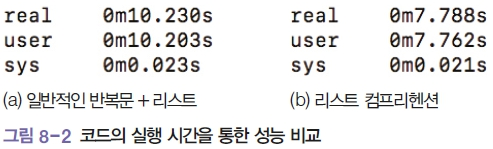 real 0m10.230s real 0m7.788s
user 0m10.203s user 0m7.762s
sys 0m0.023s sys 0m0.021s
(a) 일반적인 반복문 + 리스트 (b) 리스트 컴프리헨션
그림 8-2 코드의 실행 시간을 통한 성능 비교